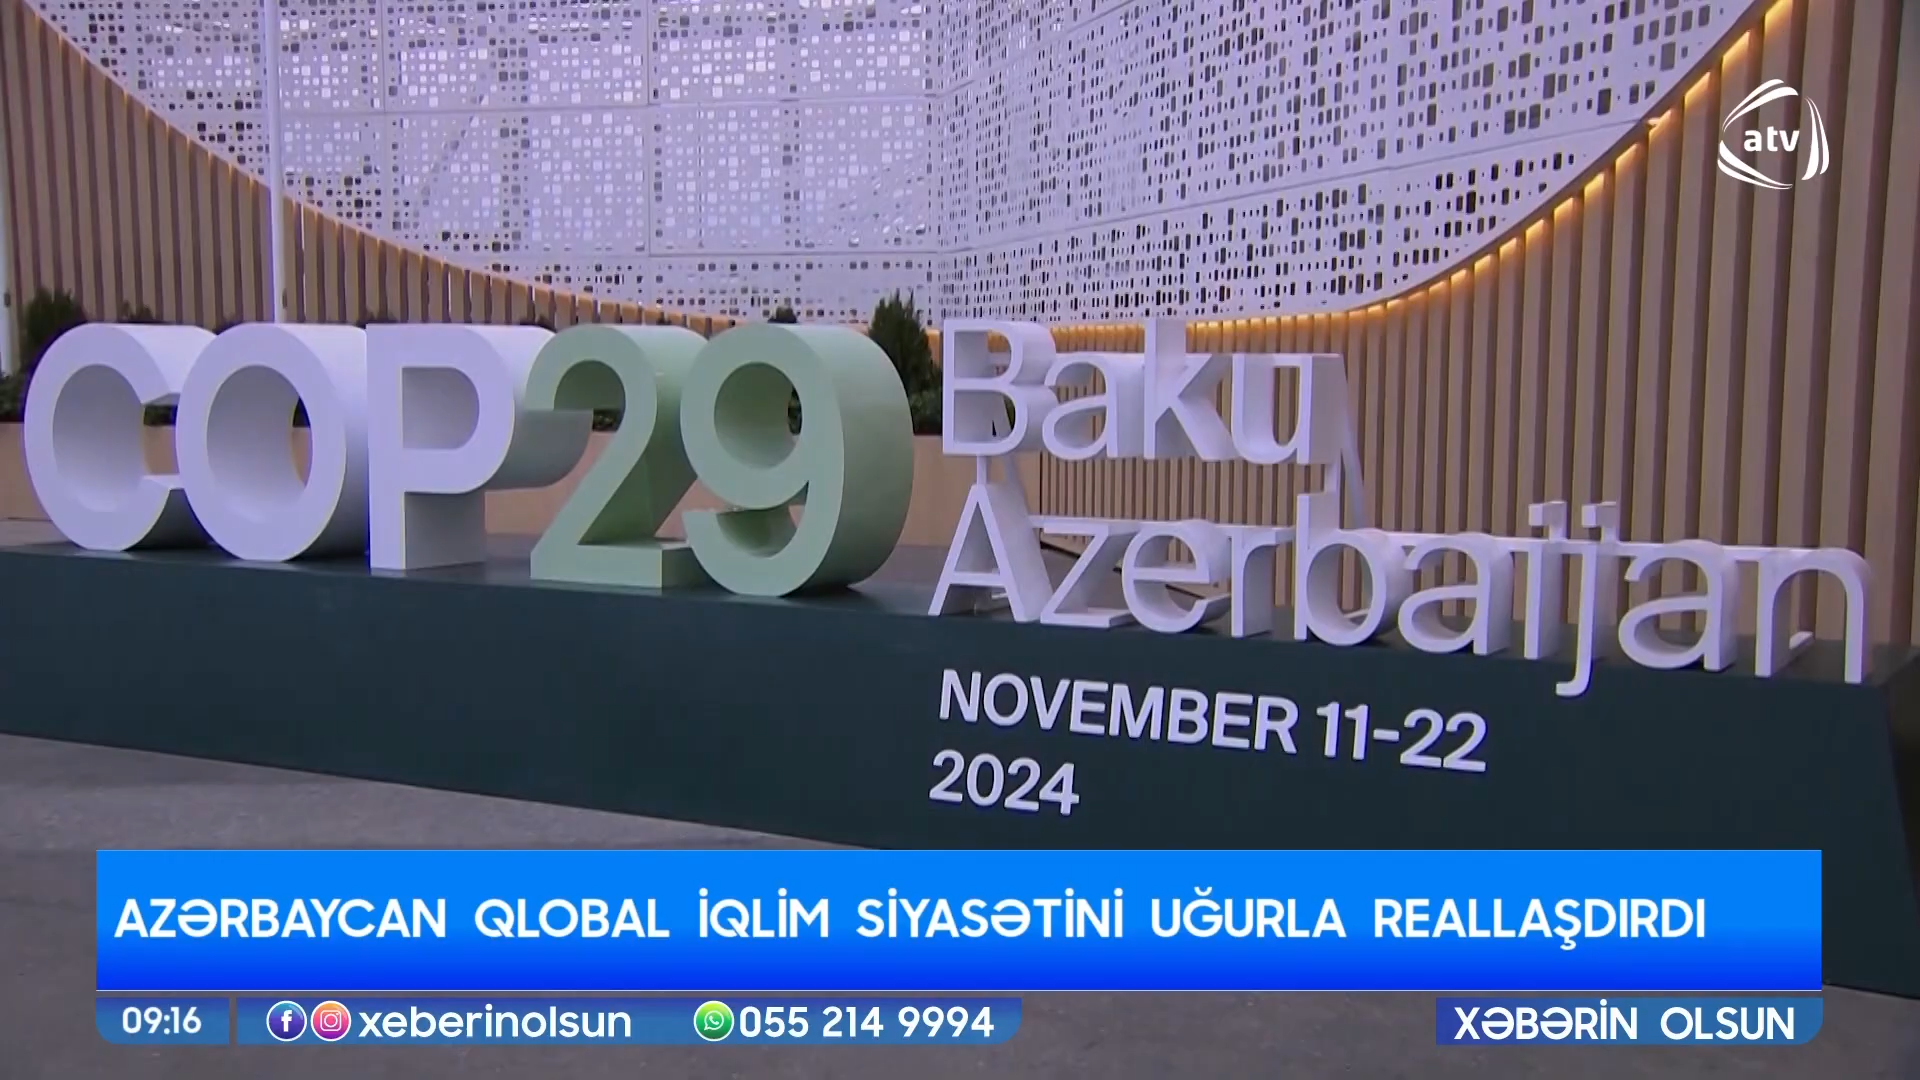 atv
COP29
Baku,
Azerbaijan
NOVEMBER 11-22
2024
AZƏRBAYCAN QLOBAL İQLİM SİYASƏTİNİ UĞURLA REALLAŞDIRDI
09:16 xeberinolsun 055 214 9994 XƏBƏRİN OLSUN